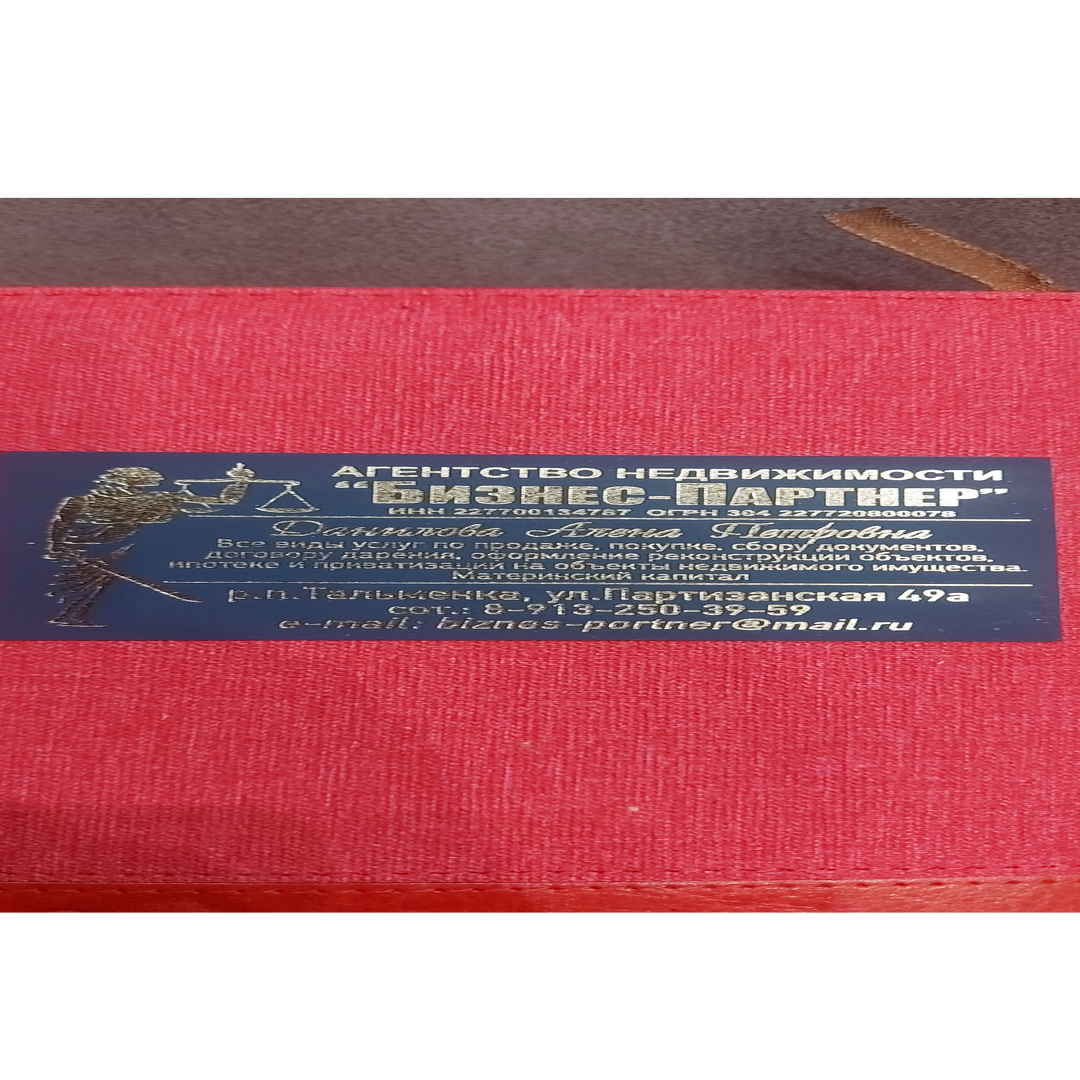 АГЕНТСТВО НЕДВИЖИМОСТИ
"БИЗНЕС-ПАРТНЕР"
ИНН 227700134767 ОГРН 304 227720800078
Данилова Алена Петровна
Все виды услуг по продаже, покупке, сбору документов,
договору дарения, оформление реконструкции объектов,
ипотеке и приватизации на объекты недвижимого имущества.
Материнский капитал
р.п.Тальменка, ул.Партизанская 49а
сот.: 8-913-250-39-59
e-mail: biznes-portner@mail.ru